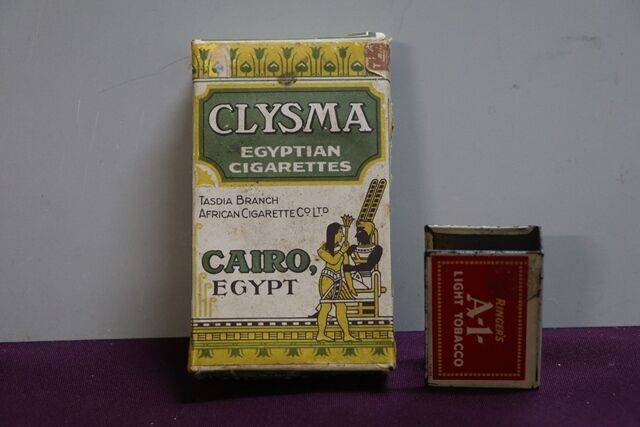 CLYSMA
EGYPTIAN
CIGARETTES
TASDIA BRANCH
AFRICAN CIGARETTE CO LTD
CAIRO,
EGYPT
RINGER'S
A-1-
LIGHT TOBACCO